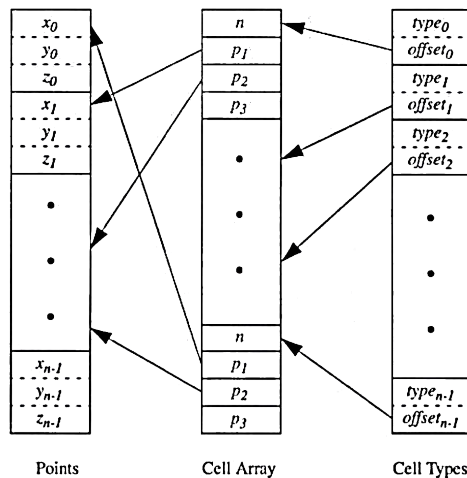 x0
y0
z0
x1
y1
z1
xn-1
yn-1
zn-1
Points
n
p1
p2
p3
n
p1
p2
p3
Cell Array
type0
offset0
type1
offset1
type2
offset2
typen-1
offsetn-1
Cell Types